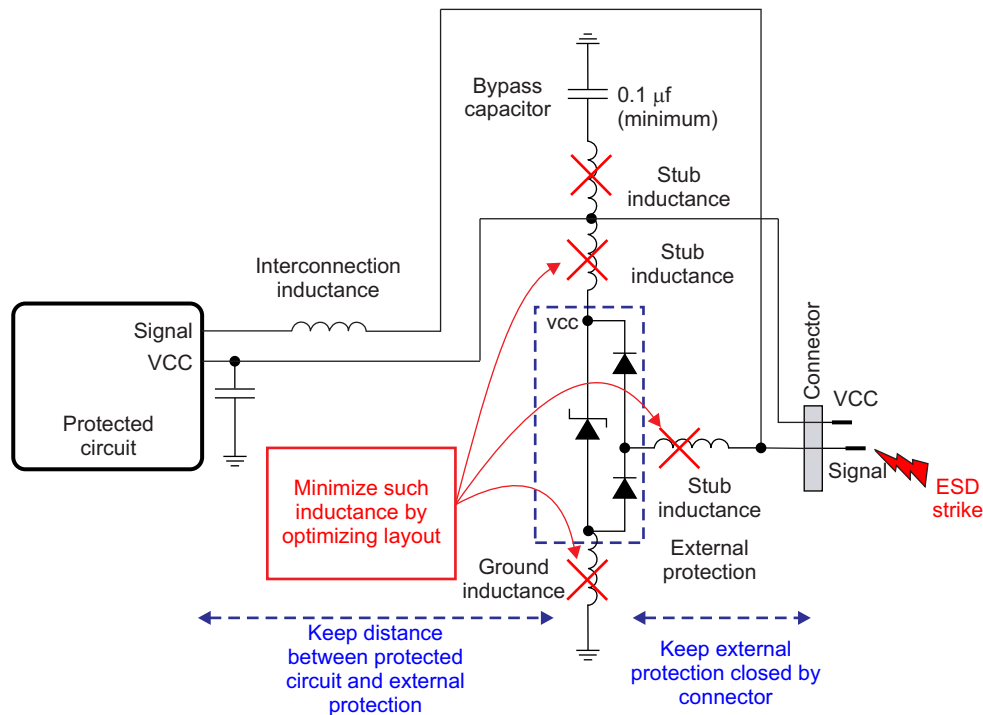 Bypass
capacitor
0.1 µf
(minimum)
Stub
inductance
Stub
inductance
Interconnection
inductance
Signal
VCC
Protected
circuit
vcc
Connector
VCC
Signal
ESD
strike
Minimize such
inductance by
optimizing layout
Stub
inductance
Ground
inductance
External
protection
Keep distance
between protected
circuit and external
protection
Keep external
protection closed by
connector